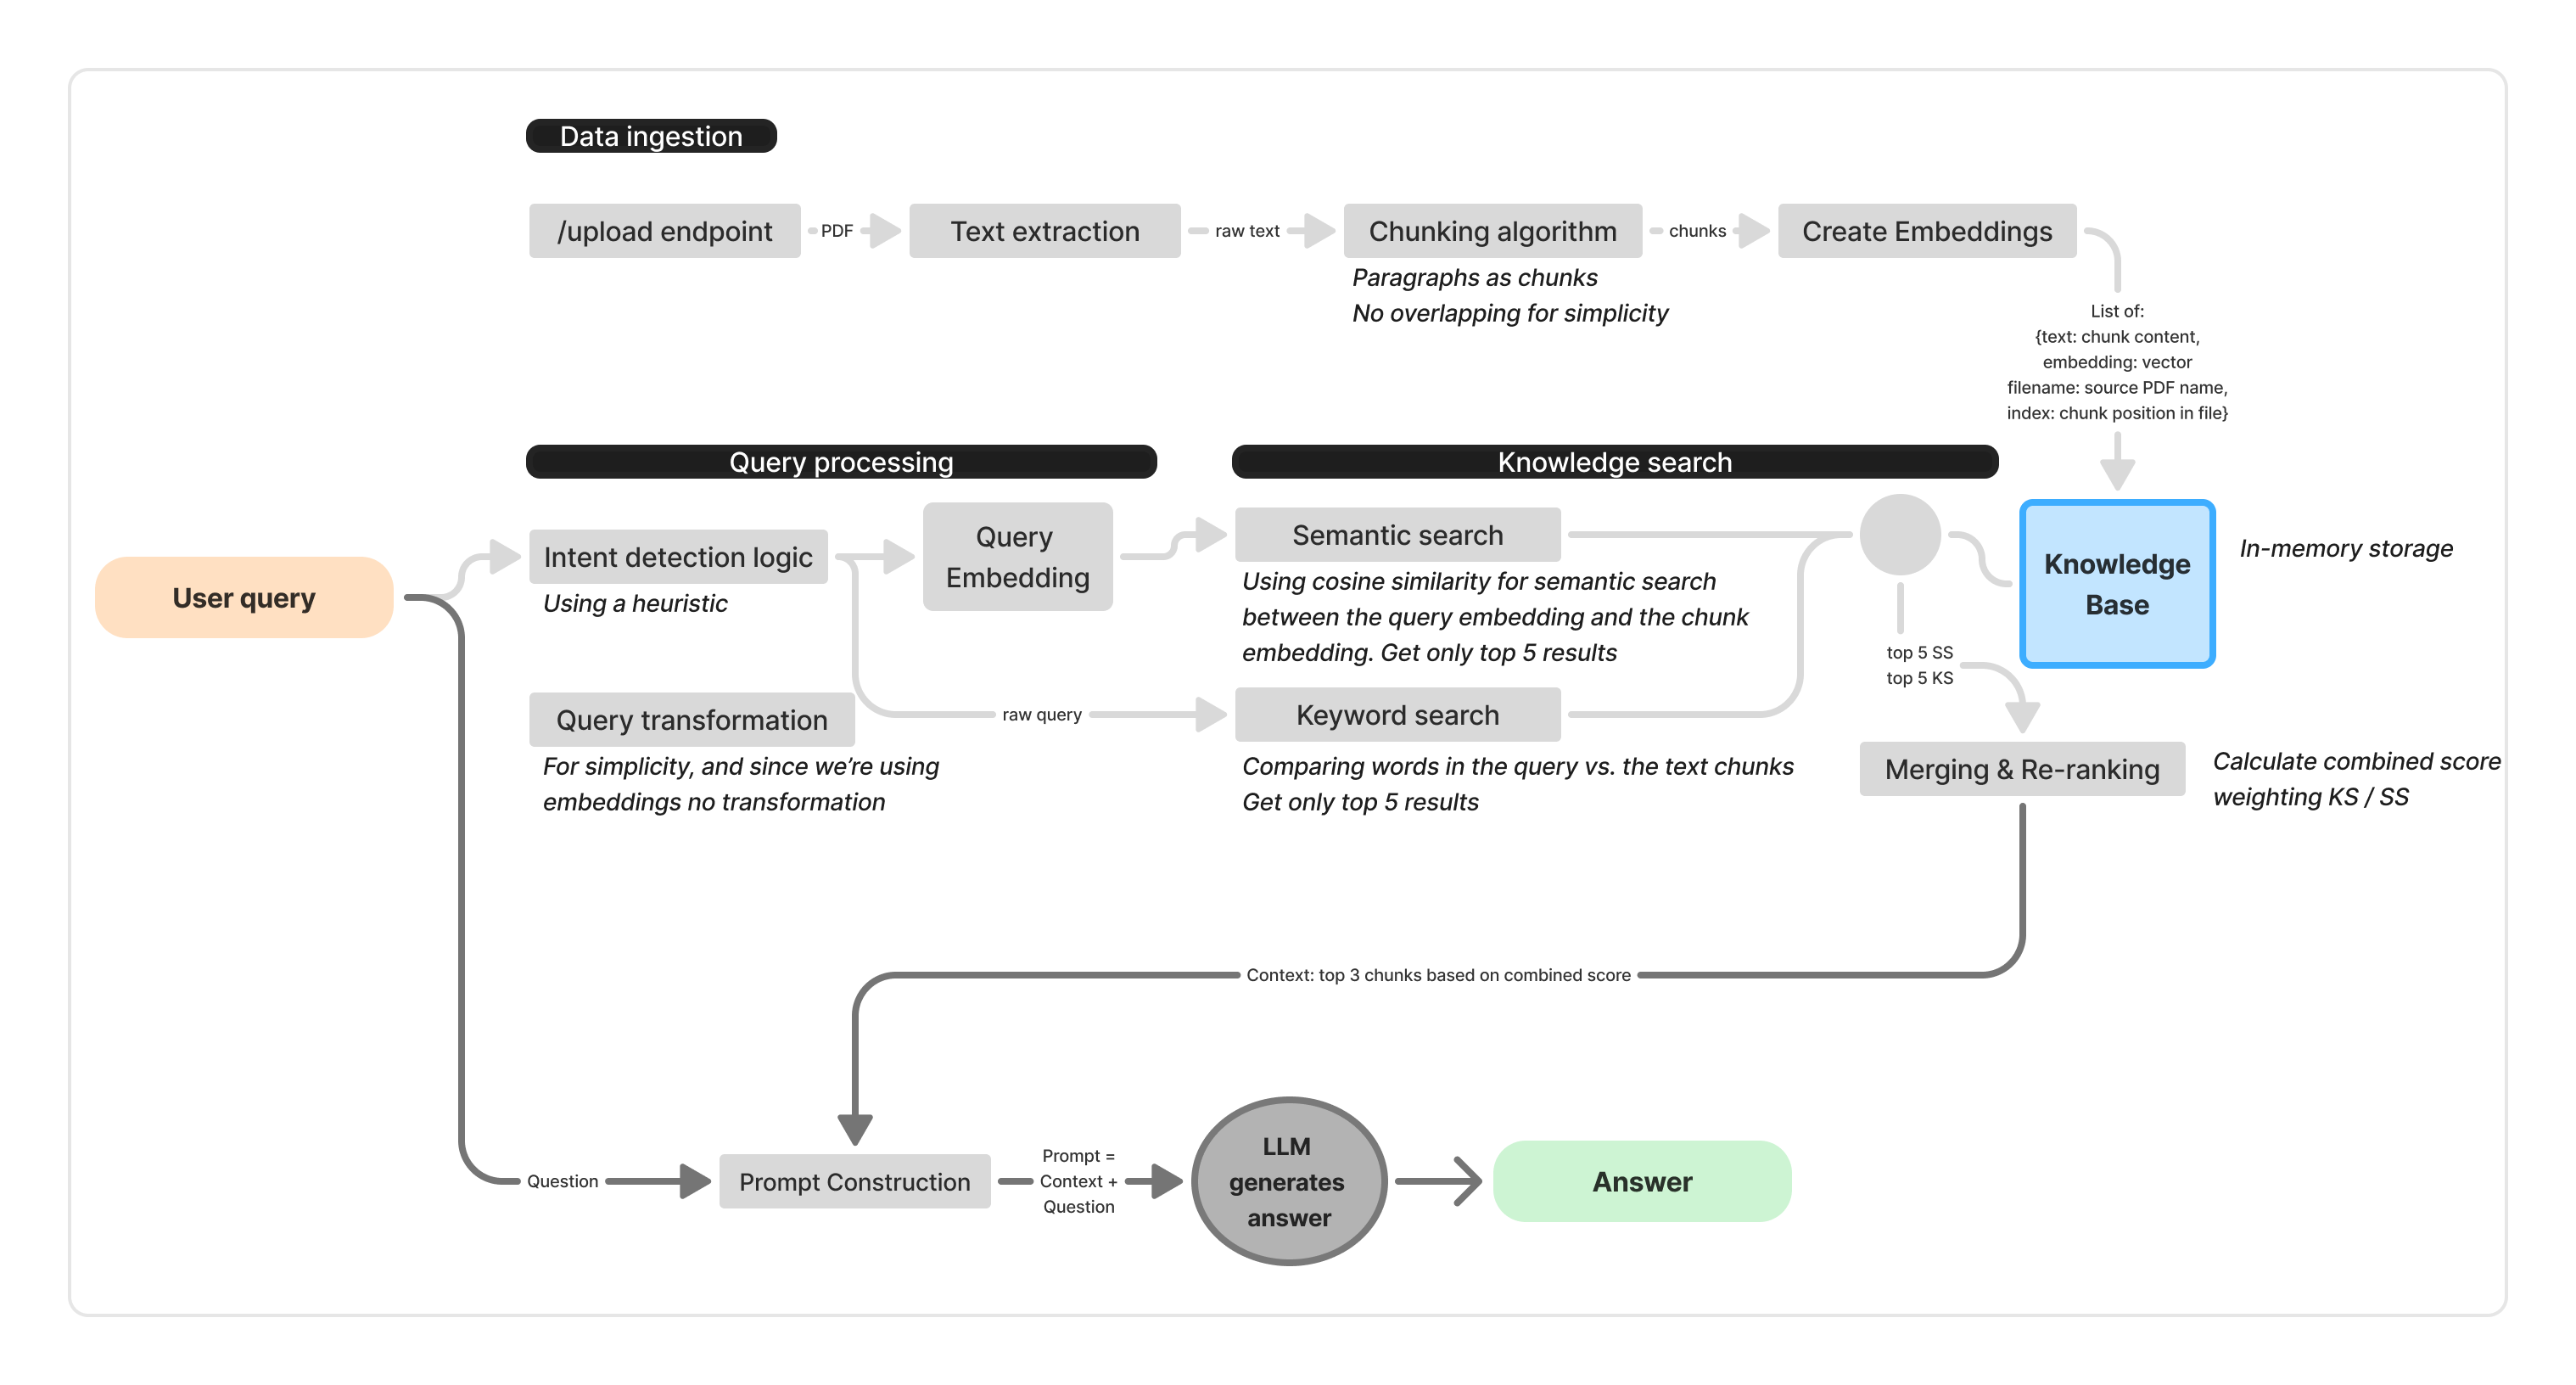 Data ingestion
/upload endpoint
PDF
Text extraction
raw text
Chunking algorithm
chunks
Create Embeddings
Paragraphs as chunks
No overlapping for simplicity
List of:
{text: chunk content,
embedding: vector
filename: source PDF name,
index: chunk position in file}
Query processing
Knowledge search
User query
Intent detection logic
Using a heuristic
Query
Embedding
Semantic search
Using cosine similarity for semantic search
between the query embedding and the chunk
embedding. Get only top 5 results
Knowledge
Base
In-memory storage
top 5 SS
top 5 KS
Query transformation
For simplicity, and since we’re using
embeddings no transformation
raw query
Keyword search
Comparing words in the query vs. the text chunks
Get only top 5 results
Merging & Re-ranking
Calculate combined score
weighting KS / SS
Context: top 3 chunks based on combined score
Question
Prompt Construction
Prompt =
Context +
Question
LLM
generates
answer
Answer